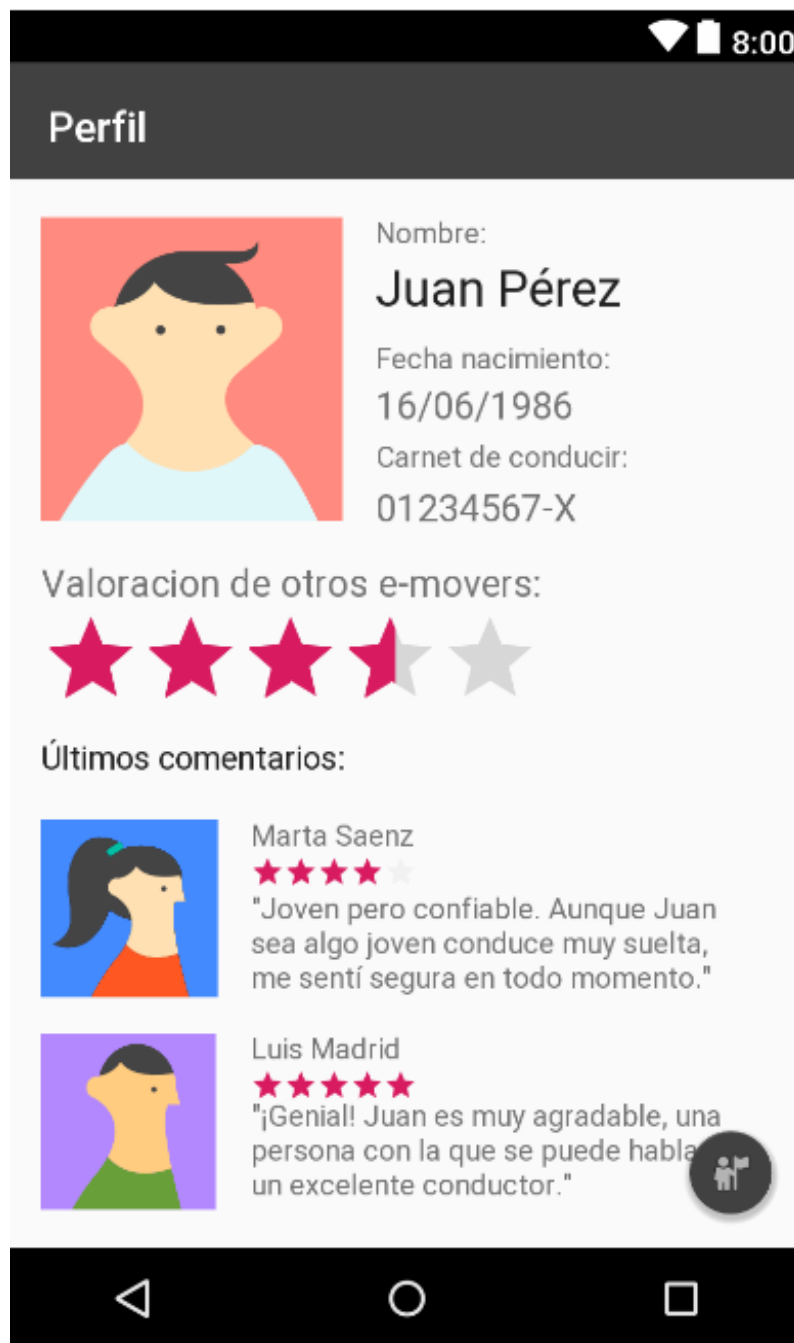 8:00
Perfil
Nombre:
Juan Pérez
Fecha nacimiento:
16/06/1986
Carnet de conducir:
01234567-X
Valoracion de otros e-movers:
Últimos comentarios:
Marta Saenz
"Joven pero confiable. Aunque Juan
sea algo joven conduce muy suelta,
me sentí segura en todo momento."
Luis Madrid
"¡Genial! Juan es muy agradable, una
persona con la que se puede
un excelente conductor."